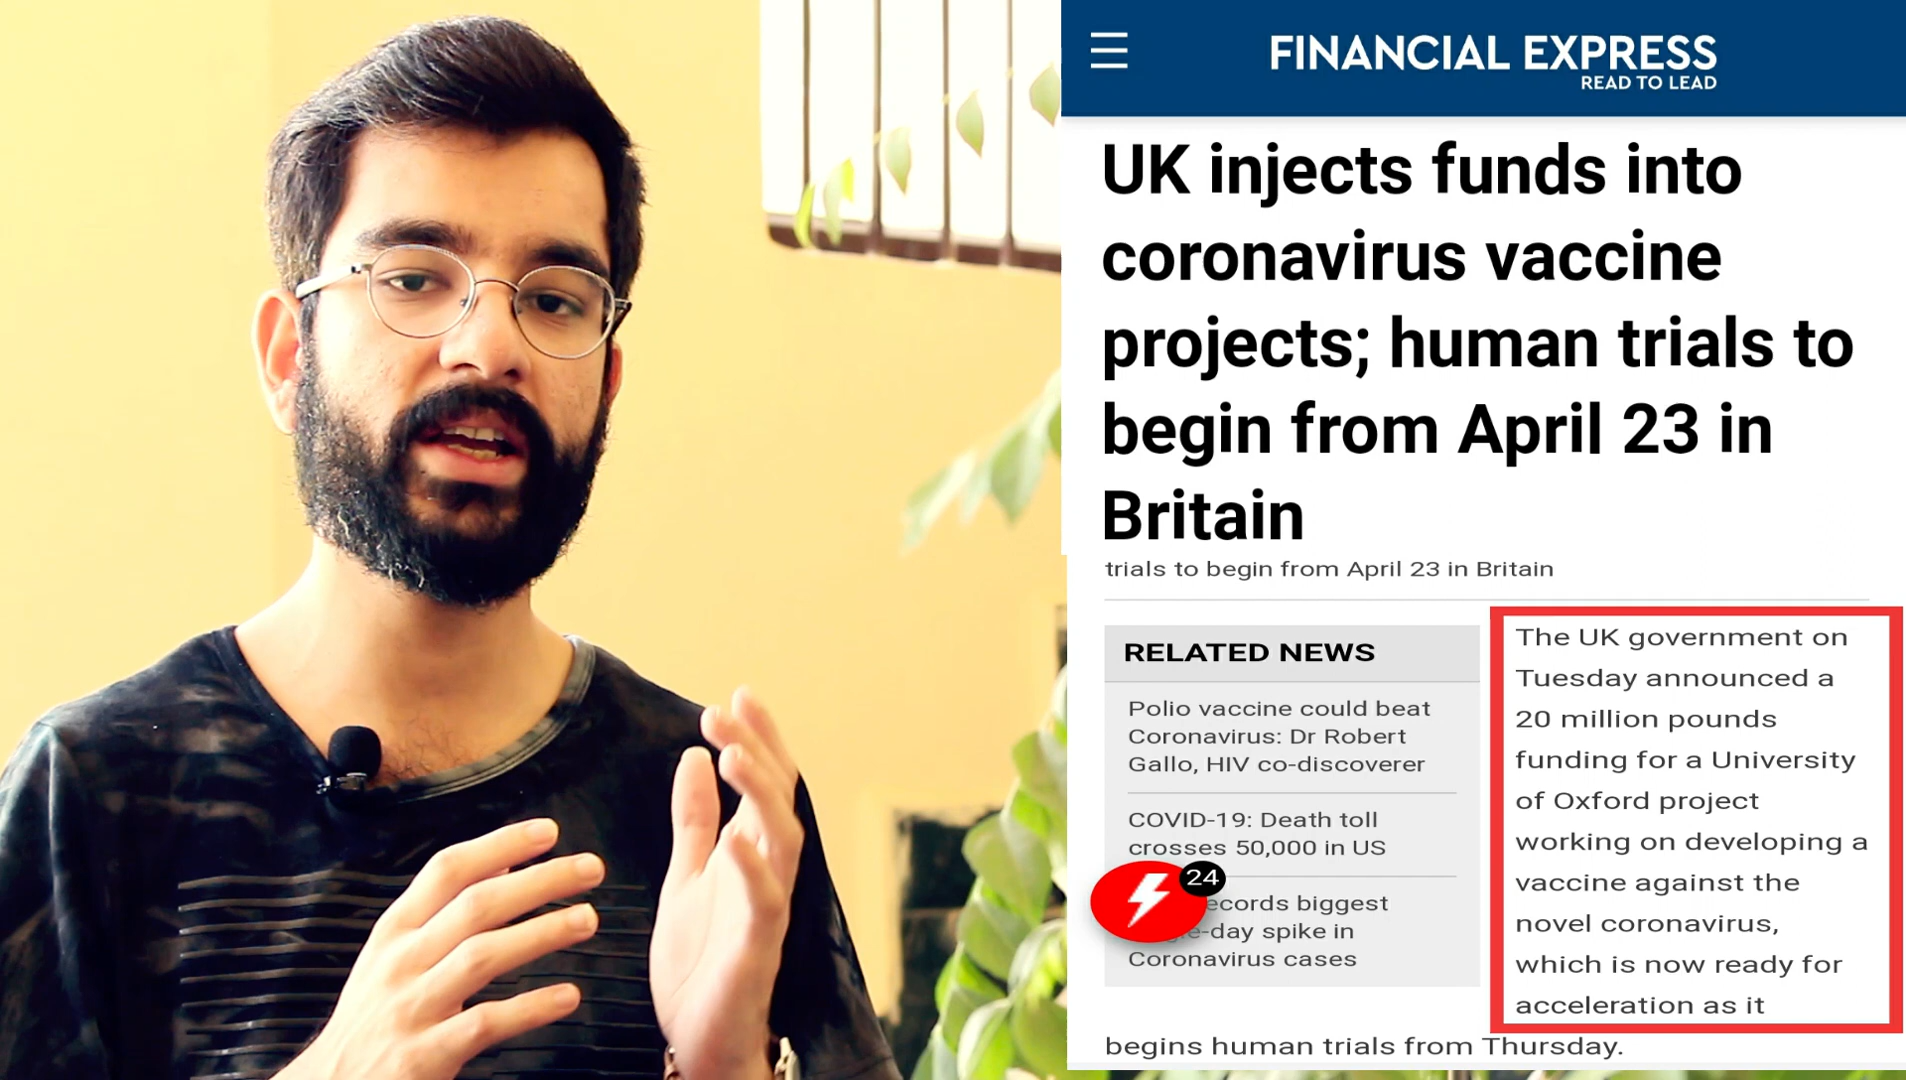 FINANCIAL EXPRESS
READ TO LEAD
UK injects funds into
coronavirus vaccine
projects; human trials to
begin from April 23 in
Britain
trials to begin from April 23 in Britain
RELATED NEWS
Polio vaccine could beat
Coronavirus: Dr Robert
Gallo, HIV co-discoverer
COVID-19: Death toll
crosses 50,000 in US
24
biggest
-day spike in
Coronavirus cases
The UK government on
Tuesday announced a
20 million pounds
funding for a University
of Oxford project
working on developing a
vaccine against the
novel coronavirus,
which is now ready for
acceleration as it
begins human trials from Thursday.